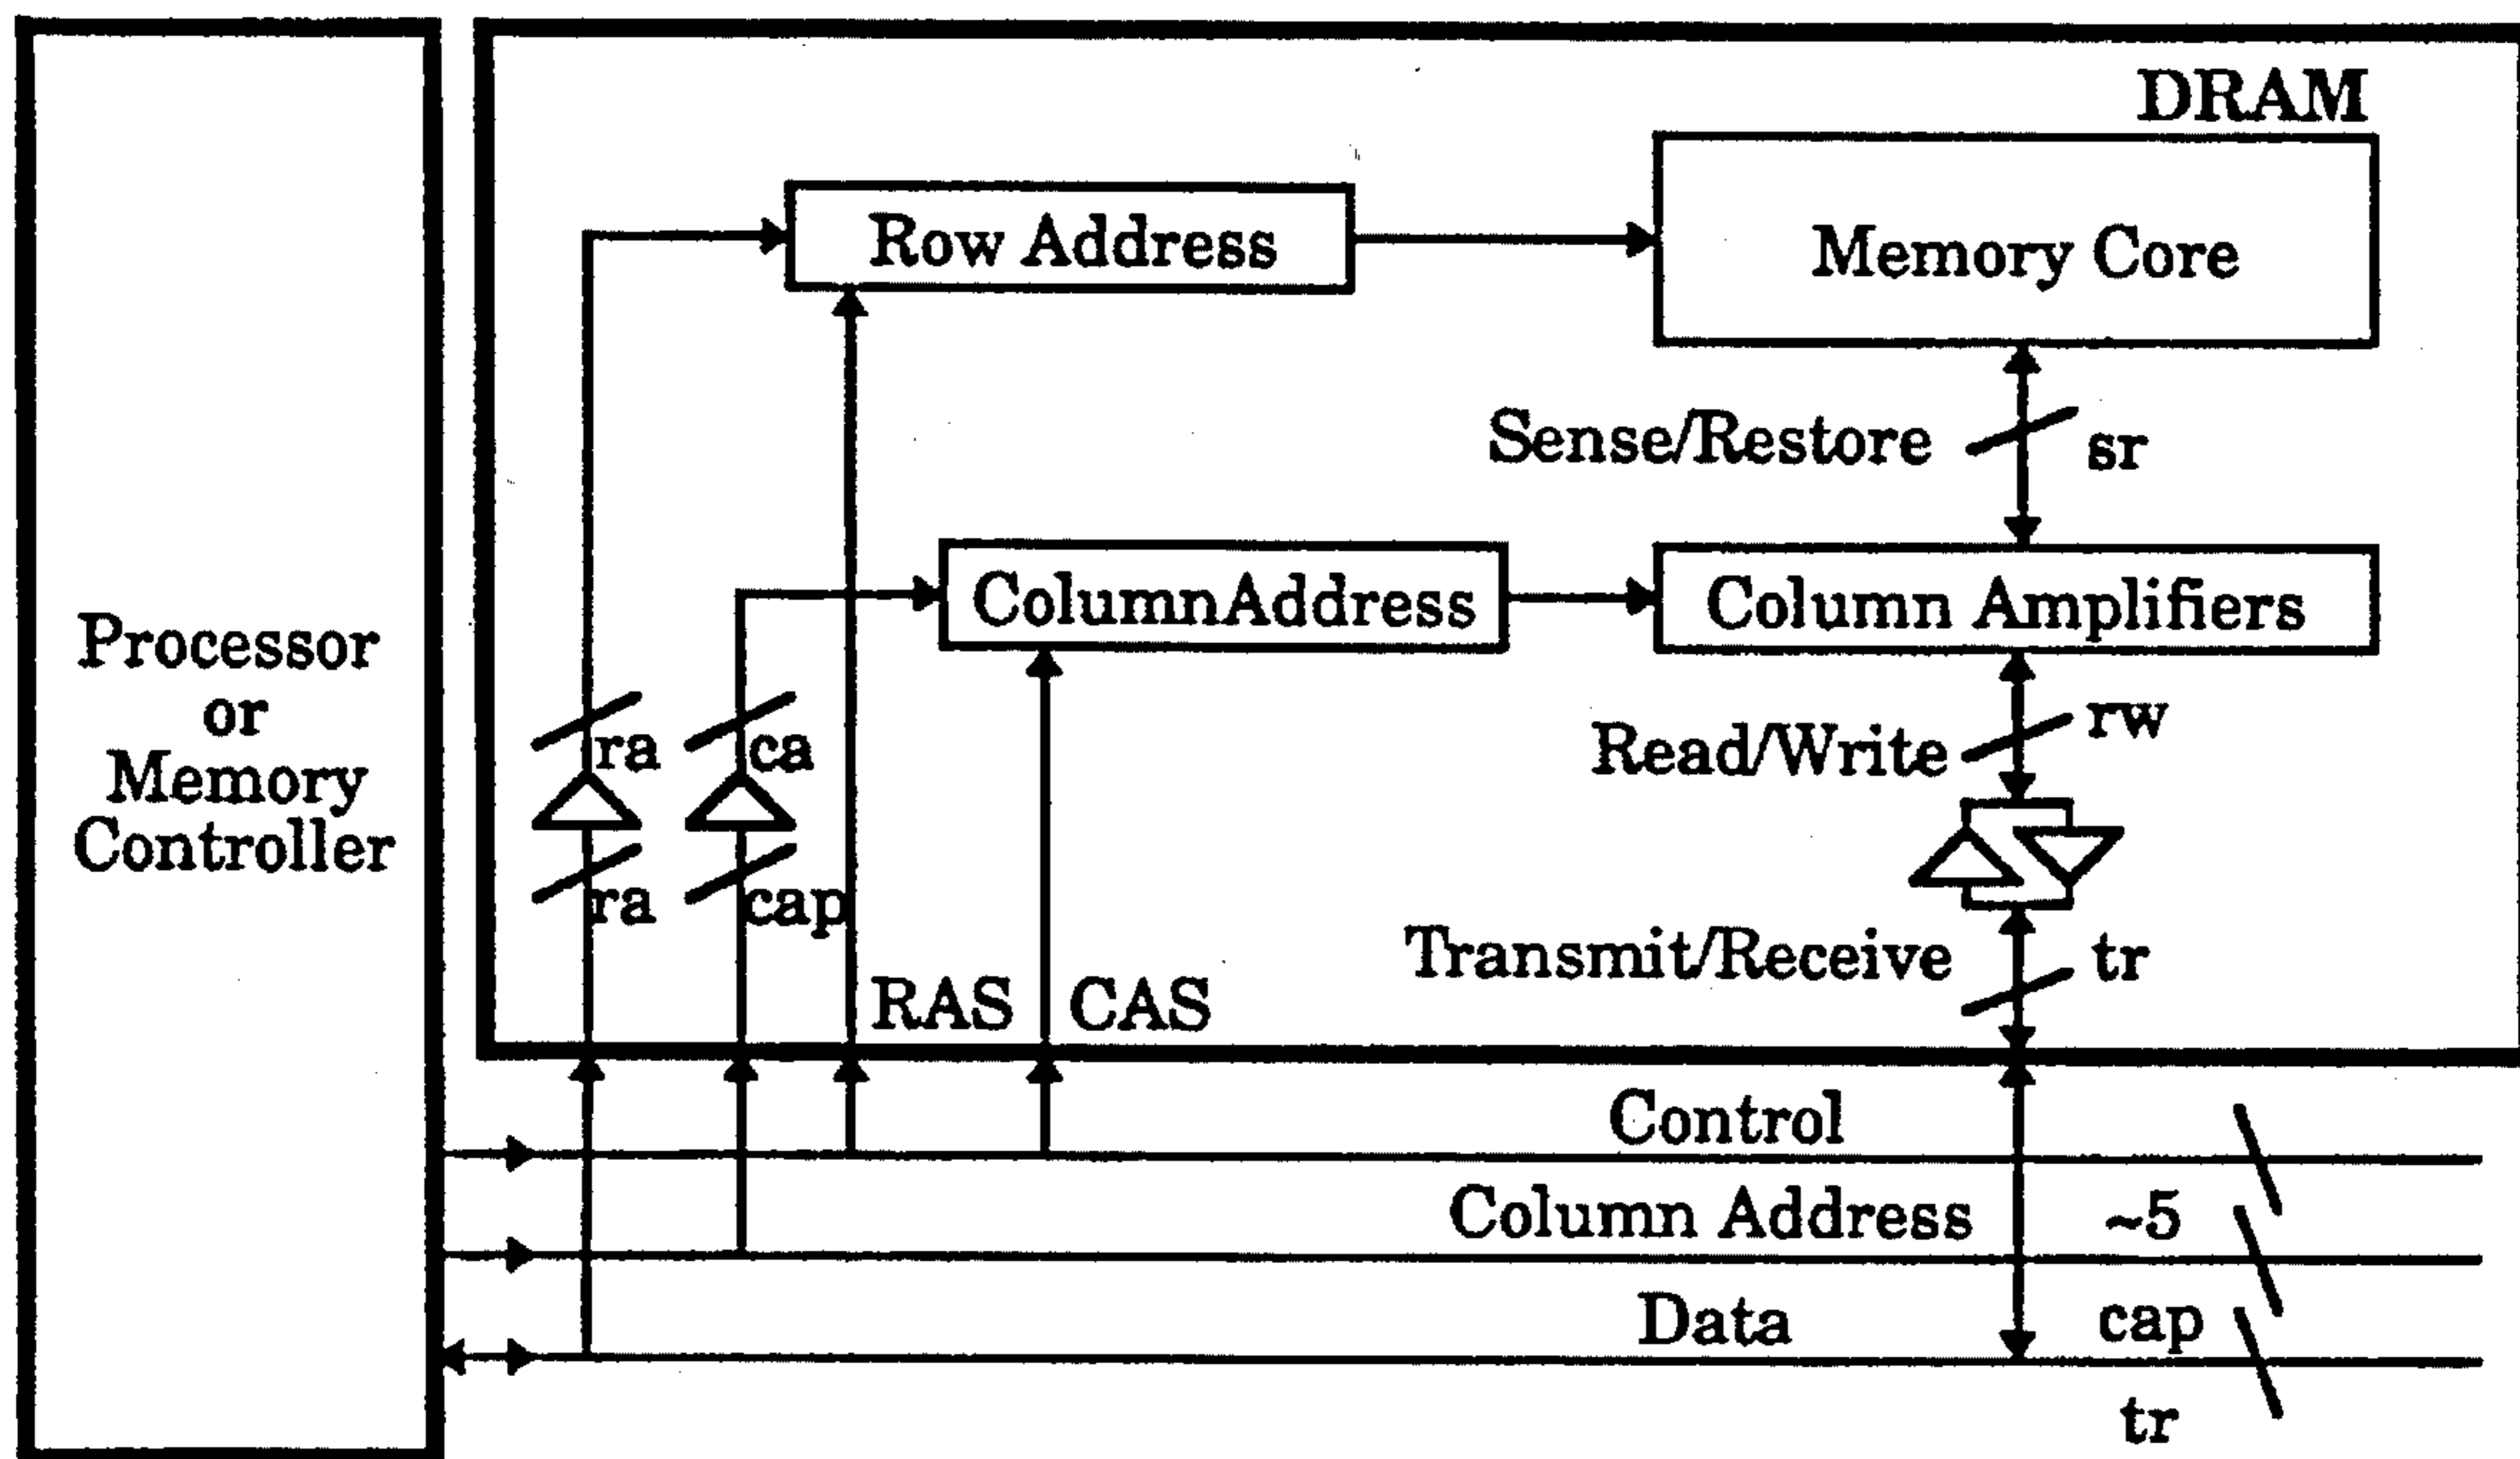 DRAM
Row Address
Memory Core
Sense/Restore
sr
ColumnAddress
Column Amplifiers
Processor
or
Memory
Controller
ra
ca
Read/Write
rw
ra
cap
Transmit/Receive
tr
RAS
CAS
Control
Column Address
~5
Data
cap
tr